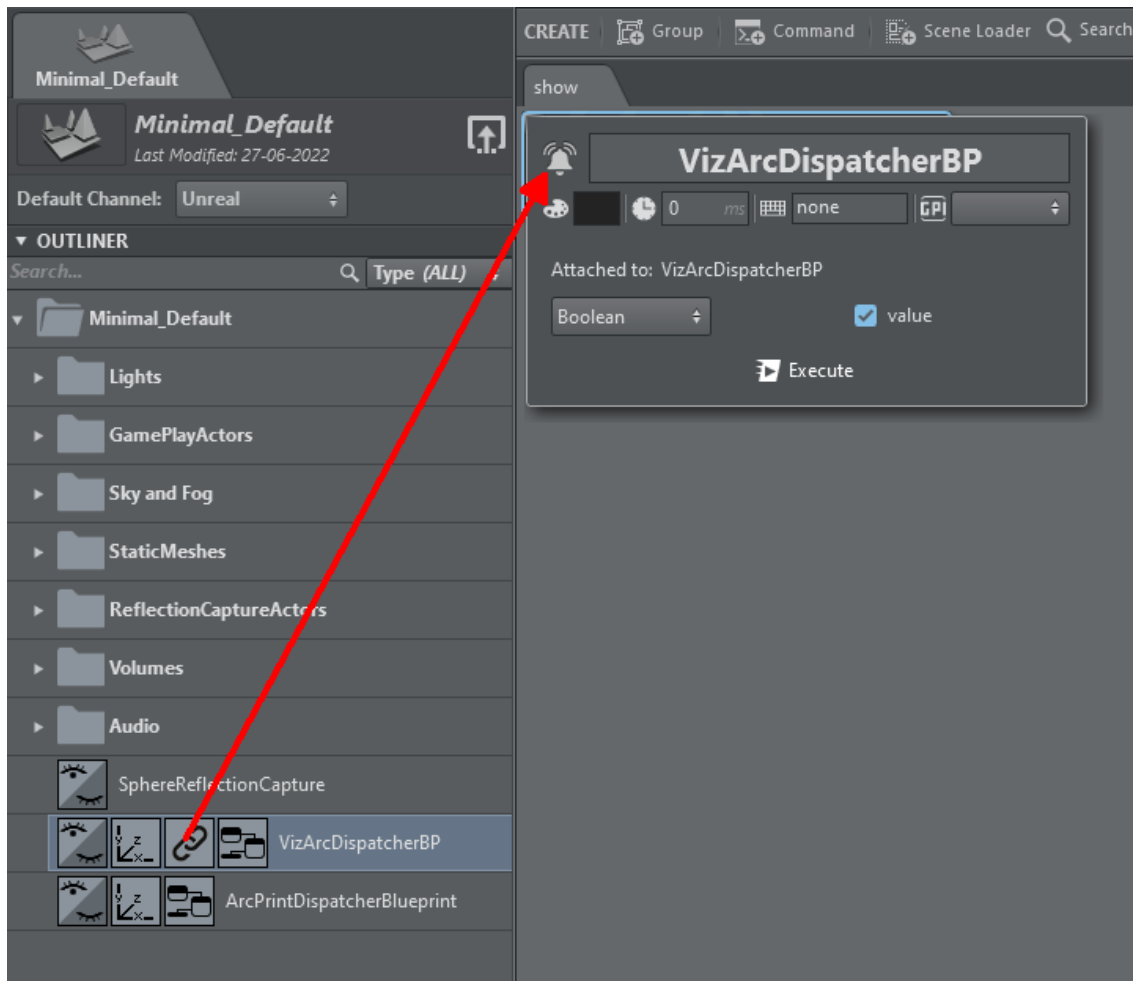 Minimal_Default
Minimal_Default
Last Modified: 27-06-2022
Default Channel: Unreal
OUTLINER
Search... Type (ALL)
Minimal_Default
Lights
GamePlayActors
Sky and Fog
StaticMeshes
ReflectionCaptureActors
Volumes
Audio
SphereReflectionCapture
VizArcDispatcherBP
ArcPrintDispatcherBlueprint
CREATE Group Command Scene Loader Search
show
VizArcDispatcherBP
0 ms none GPI
Attached to: VizArcDispatcherBP
Boolean value
Execute